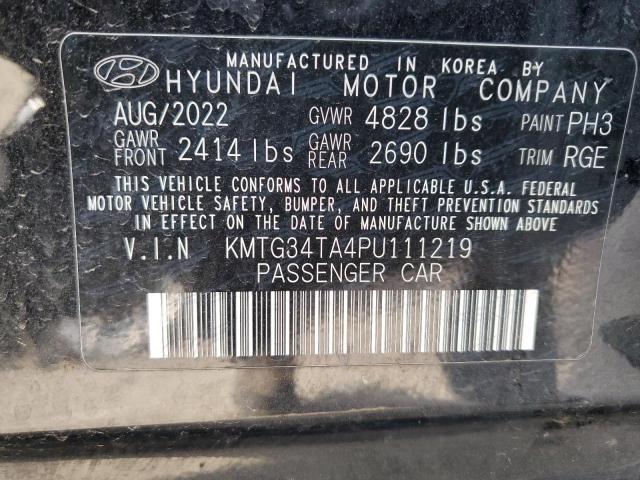 MANUFACTURED IN KOREA BY
HYUNDAI MOTOR COMPANY
AUG/2022 GVWR 4828 lbs PAINT PH3
GAWR FRONT 2414 lbs GAWR REAR 2690 lbs TRIM RGE
THIS VEHICLE CONFORMS TO ALL APPLICABLE U.S.A. FEDERAL
MOTOR VEHICLE SAFETY, BUMPER, AND THEFT PREVENTION STANDARDS
IN EFFECT ON THE DATE OF MANUFACTURE SHOWN ABOVE
V.I.N KMTG34TA4PU111219
PASSENGER CAR